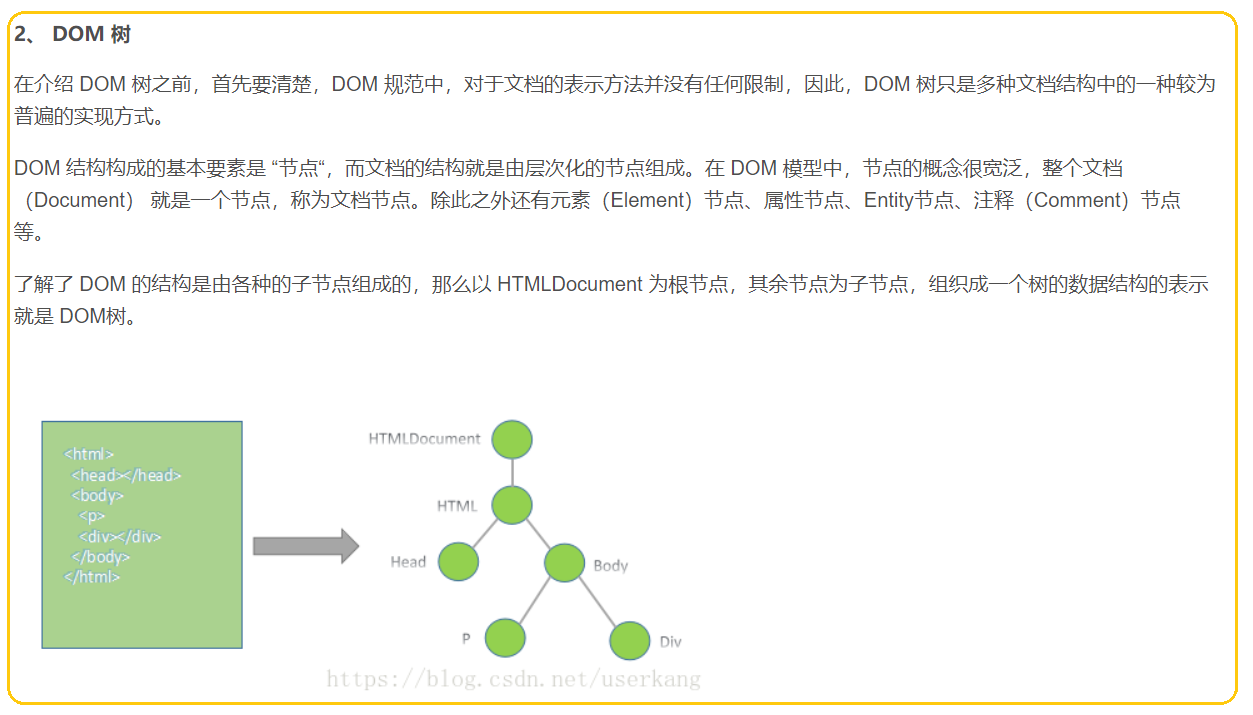 2、 DOM 树
在介绍 DOM 树之前，首先要清楚，DOM 规范中，对于文档的表示方法并没有任何限制，因此，DOM 树只是多种文档结构中的一种较为
普遍的实现方式。
DOM 结构构成的基本要素是 “节点“，而文档的结构就是由层次化的节点组成。在 DOM 模型中，节点的概念很宽泛，整个文档
（Document） 就是一个节点，称为文档节点。除此之外还有元素（Element）节点、属性节点、Entity节点、注释（Comment）节点
等。
了解了 DOM 的结构是由各种的子节点组成的，那么以 HTMLDocument 为根节点，其余节点为子节点，组织成一个树的数据结构的表示
就是 DOM树。
<html>
<head></head>
<body>
<p>
<div></div>
</body>
</html>
HTMLDocument
HTML
Head
Body
P
Div
https://blog.csdn.net/userkang